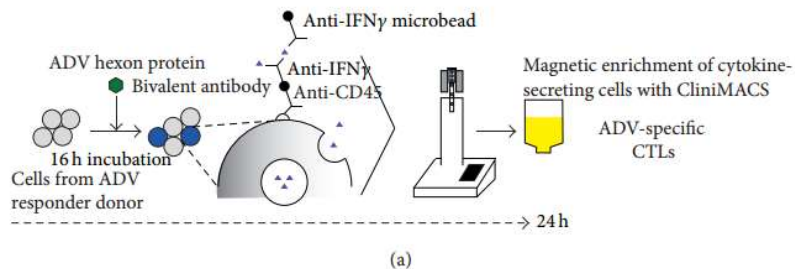 Anti-IFNγ microbead
ADV hexon protein
Bivalent antibody
Anti-IFNγ
Anti-CD45
16 h incubation
Cells from ADV
responder donor
Magnetic enrichment of cytokine-
secreting cells with CliniMACS
ADV-specific
CTLs
24 h
(a)